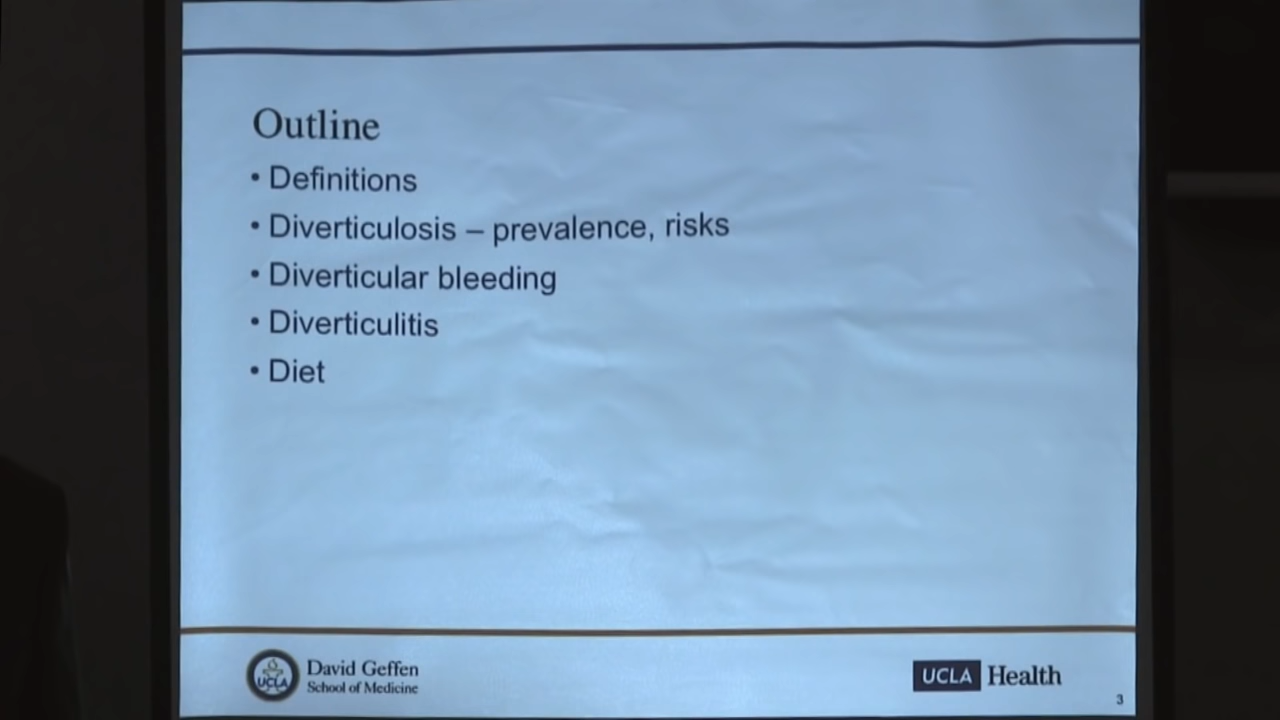 Outline
• Definitions
• Diverticulosis – prevalence, risks
• Diverticular bleeding
• Diverticulitis
• Diet
UCLA
David Geffen
School of Medicine
UCLA Health
3